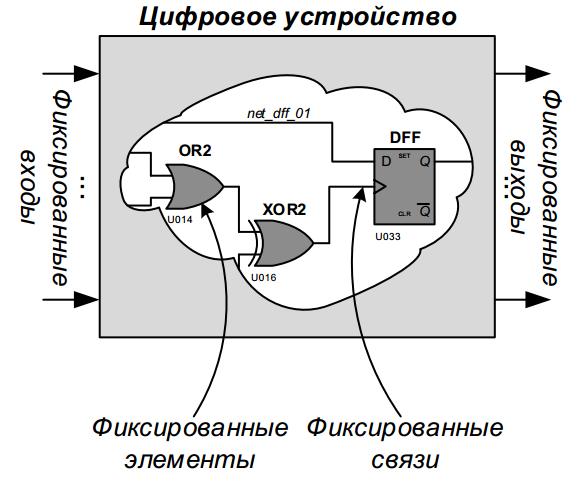 Цифровое устройство
net_dff_01
OR2
DFF
D
SET
Q
U014
XOR2
CLR
Q
U033
U016
Фиксированные
входы
...
...
Фиксированные
выходы
Фиксированные
элементы
Фиксированные
связи